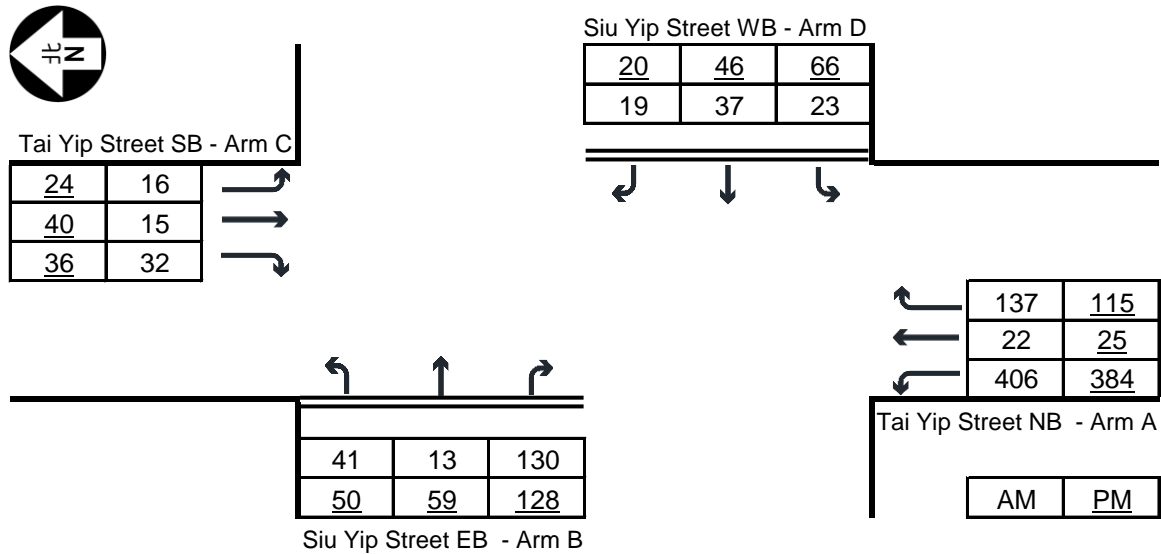 北 N
Siu Yip Street WB - Arm D
20 46 66
19 37 23
Tai Yip Street SB - Arm C
24 16
40 15
36 32
137 115
22 25
406 384
Tai Yip Street NB - Arm A
41 13 130
50 59 128
Siu Yip Street EB - Arm B
AM PM